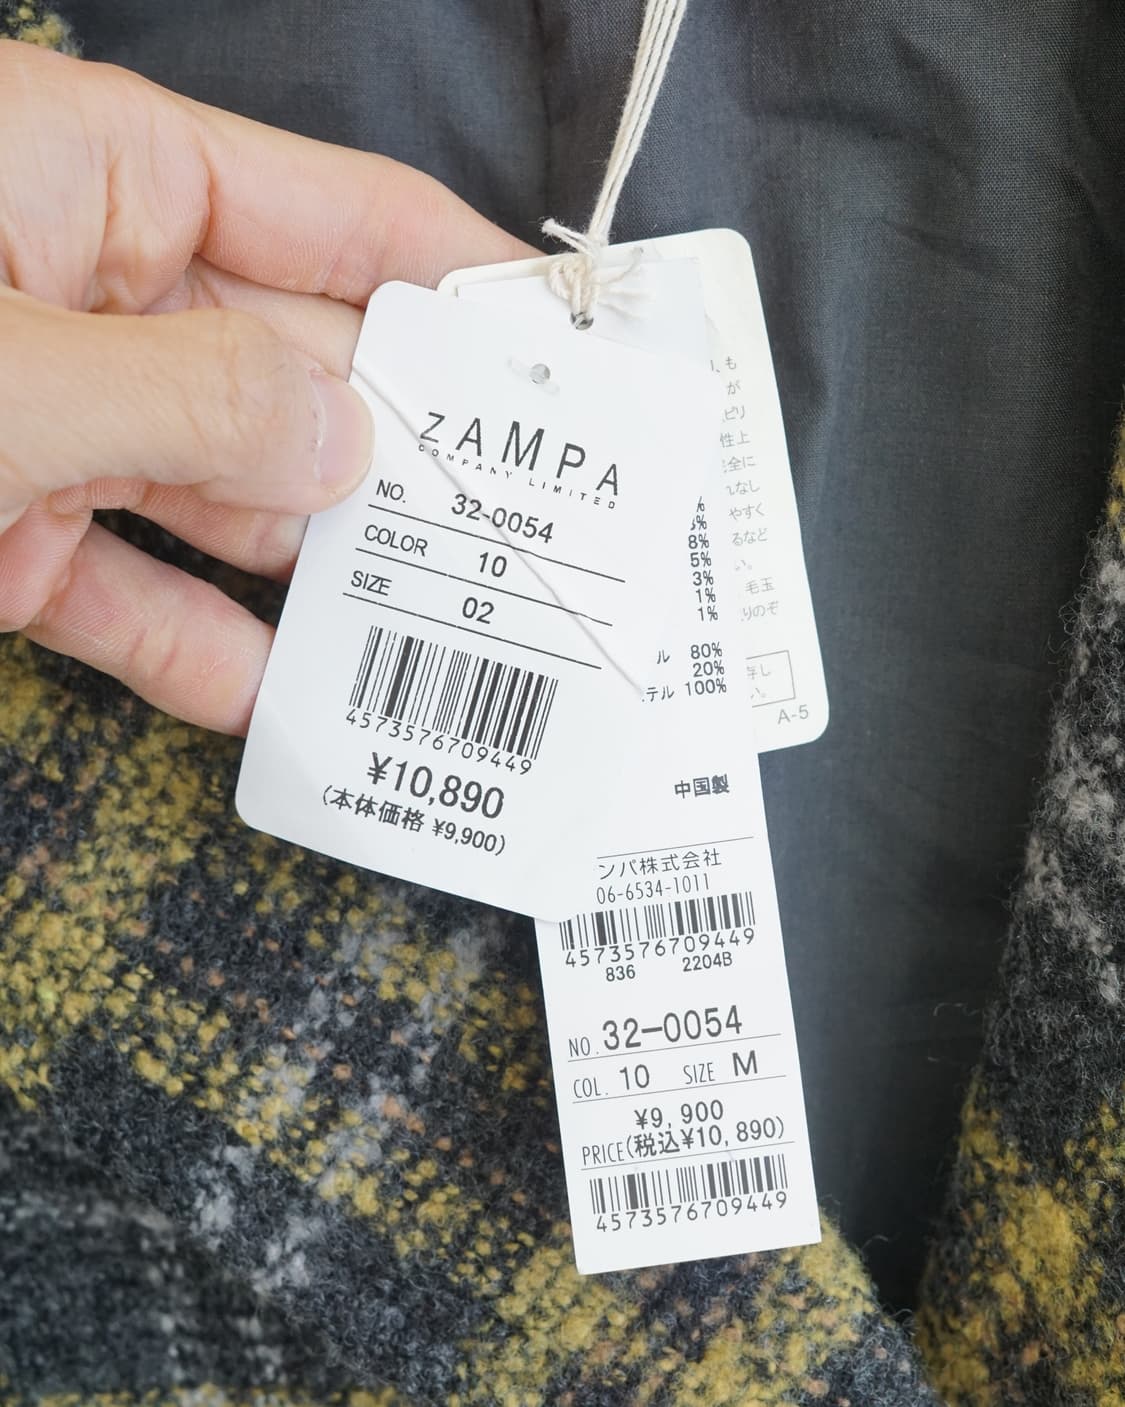 ZAMPA
COMPANY LIMITED
NO. 32-0054
COLOR 10
SIZE 02
4573576709449
¥10,890
(本体価格 ¥9,900)
8%
5%
3%
1%
1%
ル 80%
20%
テル 100%
中国製
ンパ株式会社
06-6534-1011
4573576709449
836 2204B
NO. 32-0054
COL. 10 SIZE M
¥9,900
PRICE(税込¥10,890)
4573576709449
も
が
ピリ
性上
全に
なし
やすく
るなど
い。
毛玉
りのぞ
し
い。
A-5